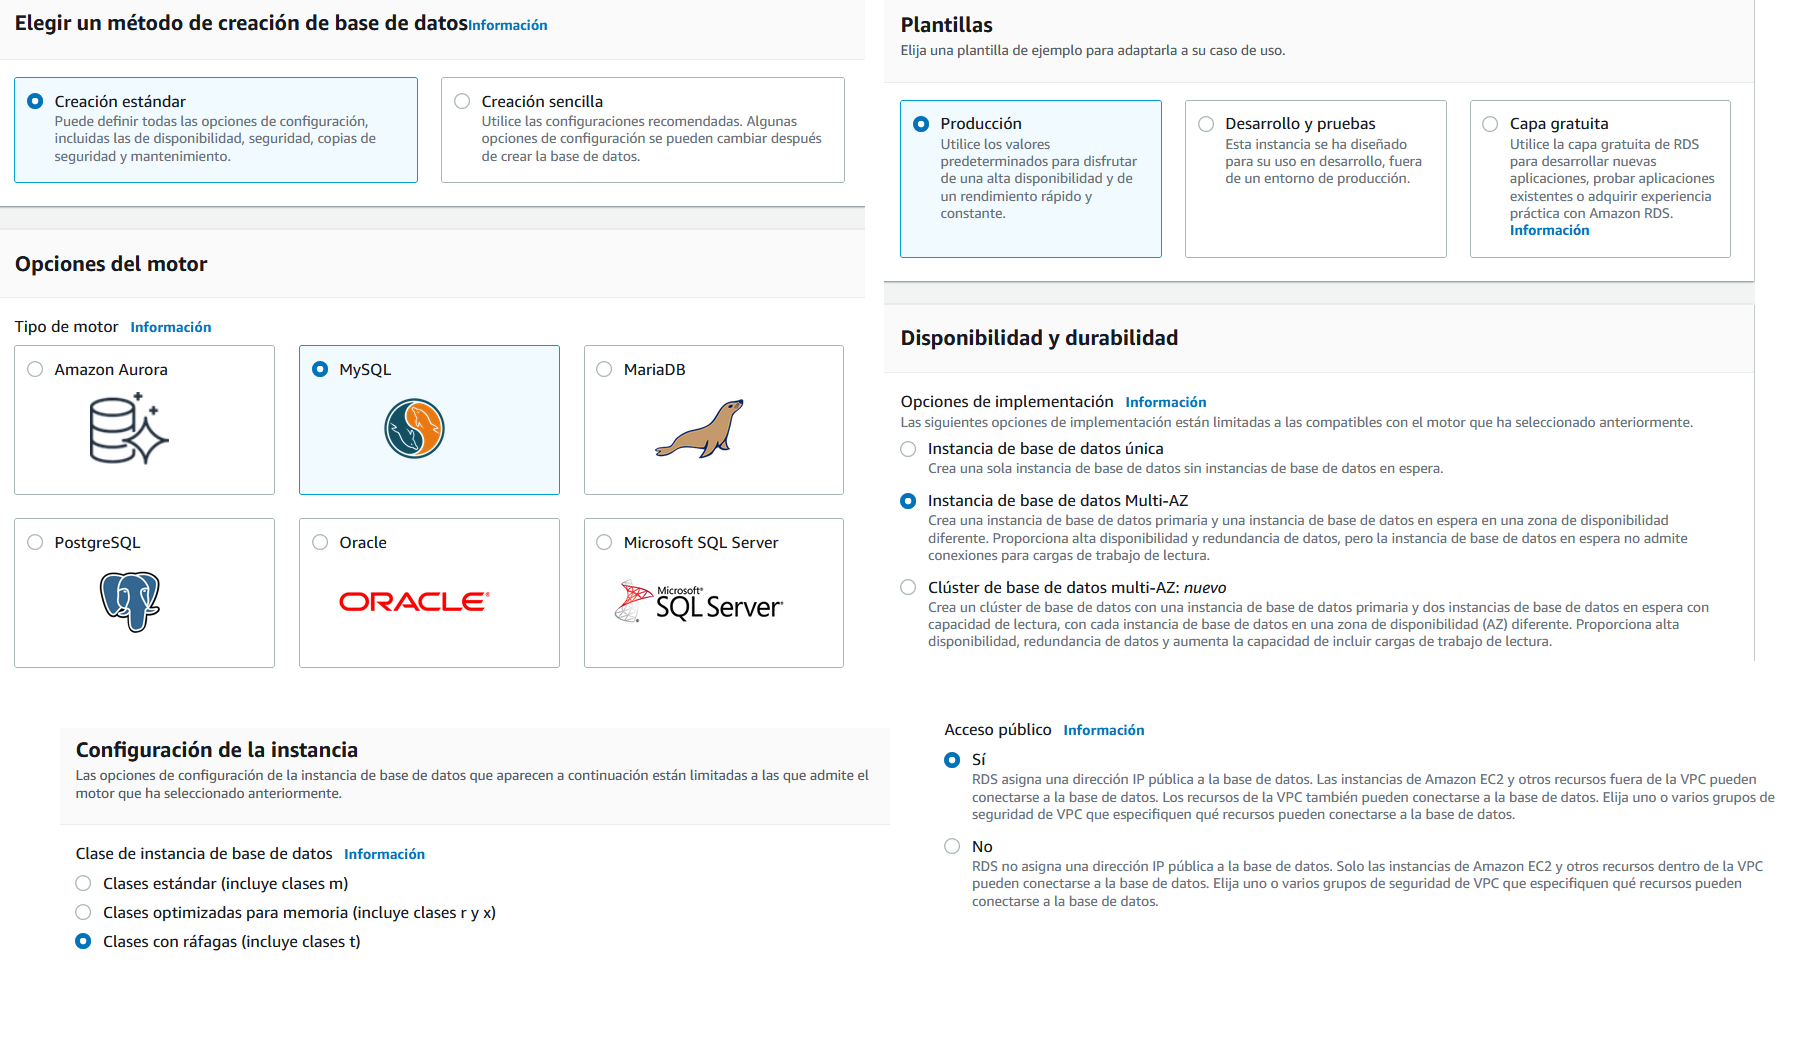 Elegir un método de creación de base de datosInformación
Creación estándar
Puede definir todas las opciones de configuración,
incluidas las de disponibilidad, seguridad, copias de
seguridad y mantenimiento.
Creación sencilla
Utilice las configuraciones recomendadas. Algunas
opciones de configuración se pueden cambiar después
de crear la base de datos.
Opciones del motor
Tipo de motor Información
Amazon Aurora
MySQL
MariaDB
PostgreSQL
Oracle
ORACLE®
Microsoft SQL Server
Microsoft®
SQL Server®
Plantillas
Elija una plantilla de ejemplo para adaptarla a su caso de uso.
Producción
Utilice los valores
predeterminados para disfrutar
de una alta disponibilidad y de
un rendimiento rápido y
constante.
Desarrollo y pruebas
Esta instancia se ha diseñado
para su uso en desarrollo, fuera
de un entorno de producción.
Capa gratuita
Utilice la capa gratuita de RDS
para desarrollar nuevas
aplicaciones, probar aplicaciones
existentes o adquirir experiencia
práctica con Amazon RDS.
Información
Disponibilidad y durabilidad
Opciones de implementación Información
Las siguientes opciones de implementación están limitadas a las compatibles con el motor que ha seleccionado anteriormente.
Instancia de base de datos única
Crea una sola instancia de base de datos sin instancias de base de datos en espera.
Instancia de base de datos Multi-AZ
Crea una instancia de base de datos primaria y una instancia de base de datos en espera en una zona de disponibilidad
diferente. Proporciona alta disponibilidad y redundancia de datos, pero la instancia de base de datos en espera no admite
conexiones para cargas de trabajo de lectura.
Clúster de base de datos multi-AZ: nuevo
Crea un clúster de base de datos con una instancia de base de datos primaria y dos instancias de base de datos en espera con
capacidad de lectura, con cada instancia de base de datos en una zona de disponibilidad (AZ) diferente. Proporciona alta
disponibilidad, redundancia de datos y aumenta la capacidad de incluir cargas de trabajo de lectura.
Configuración de la instancia
Las opciones de configuración de la instancia de base de datos que aparecen a continuación están limitadas a las que admite el
motor que ha seleccionado anteriormente.
Clase de instancia de base de datos Información
Clases estándar (incluye clases m)
Clases optimizadas para memoria (incluye clases r y x)
Clases con ráfagas (incluye clases t)
Acceso público Información
Sí
RDS asigna una dirección IP pública a la base de datos. Las instancias de Amazon EC2 y otros recursos fuera de la VPC pueden
conectarse a la base de datos. Los recursos de la VPC también pueden conectarse a la base de datos. Elija uno o varios grupos de
seguridad de VPC que especifiquen qué recursos pueden conectarse a la base de datos.
No
RDS no asigna una dirección IP pública a la base de datos. Solo las instancias de Amazon EC2 y otros recursos dentro de la VPC
pueden conectarse a la base de datos. Elija uno o varios grupos de seguridad de VPC que especifiquen qué recursos pueden
conectarse a la base de datos.